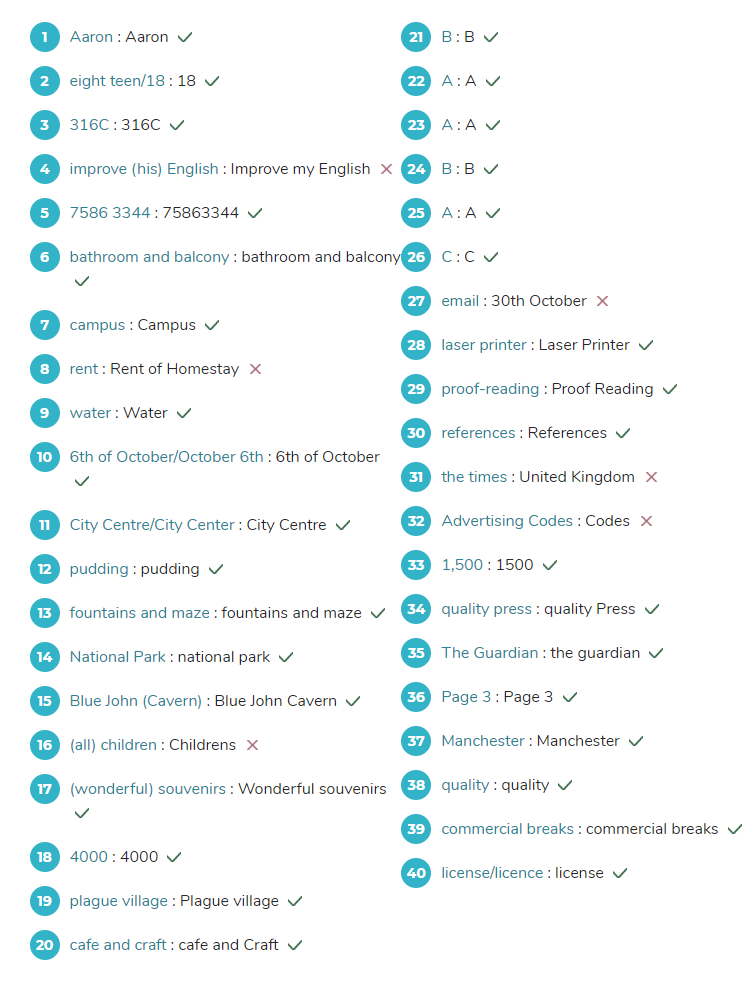 1 Aaron : Aaron
2 eight teen/18 : 18
3 316C : 316C
4 improve (his) English : Improve my English
5 7586 3344 : 75863344
6 bathroom and balcony : bathroom and balcony
7 campus : Campus
8 rent : Rent of Homestay
9 water : Water
10 6th of October/October 6th : 6th of October
11 City Centre/City Center : City Centre
12 pudding : pudding
13 fountains and maze : fountains and maze
14 National Park : national park
15 Blue John (Cavern) : Blue John Cavern
16 (all) children : Childrens
17 (wonderful) souvenirs : Wonderful souvenirs
18 4000 : 4000
19 plague village : Plague village
20 cafe and craft : cafe and Craft
21 B : B
22 A : A
23 A : A
24 B : B
25 A : A
26 C : C
27 email : 30th October
28 laser printer : Laser Printer
29 proof-reading : Proof Reading
30 references : References
31 the times : United Kingdom
32 Advertising Codes : Codes
33 1,500 : 1500
34 quality press : quality Press
35 The Guardian : the guardian
36 Page 3 : Page 3
37 Manchester : Manchester
38 quality : quality
39 commercial breaks : commercial breaks
40 license/licence : license